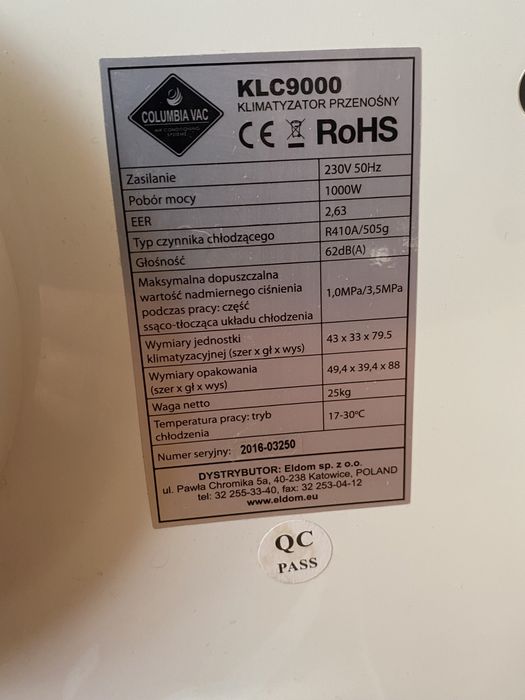 COLUMBIA VAC
AIR CONDITIONING
SYSTEMS
KLC9000
KLIMATYZATOR PRZENOŚNY
CE RoHS
Zasilanie 230V 50Hz
Pobór mocy 1000W
EER 2,63
Typ czynnika chłodzącego R410A/505g
Głośność 62dB(A)
Maksymalna dopuszczalna
wartość nadmiernego ciśnienia
podczas pracy: część 1,0MPa/3,5MPa
ssąco-tłocząca układu chłodzenia
Wymiary jednostki
klimatyzacyjnej (szer x gł x wys) 43 x 33 x 79.5
Wymiary opakowania
(szer x gł x wys) 49,4 x 39,4 x 88
Waga netto 25kg
Temperatura pracy: tryb 17-30°C
chłodzenia
Numer seryjny: 2016-03250
DYSTRYBUTOR: Eldom sp. z o.o.
ul. Pawła Chromika 5a, 40-238 Katowice, POLAND
tel: 32 255-33-40, fax: 32 253-04-12
www.eldom.eu
QC
PASS